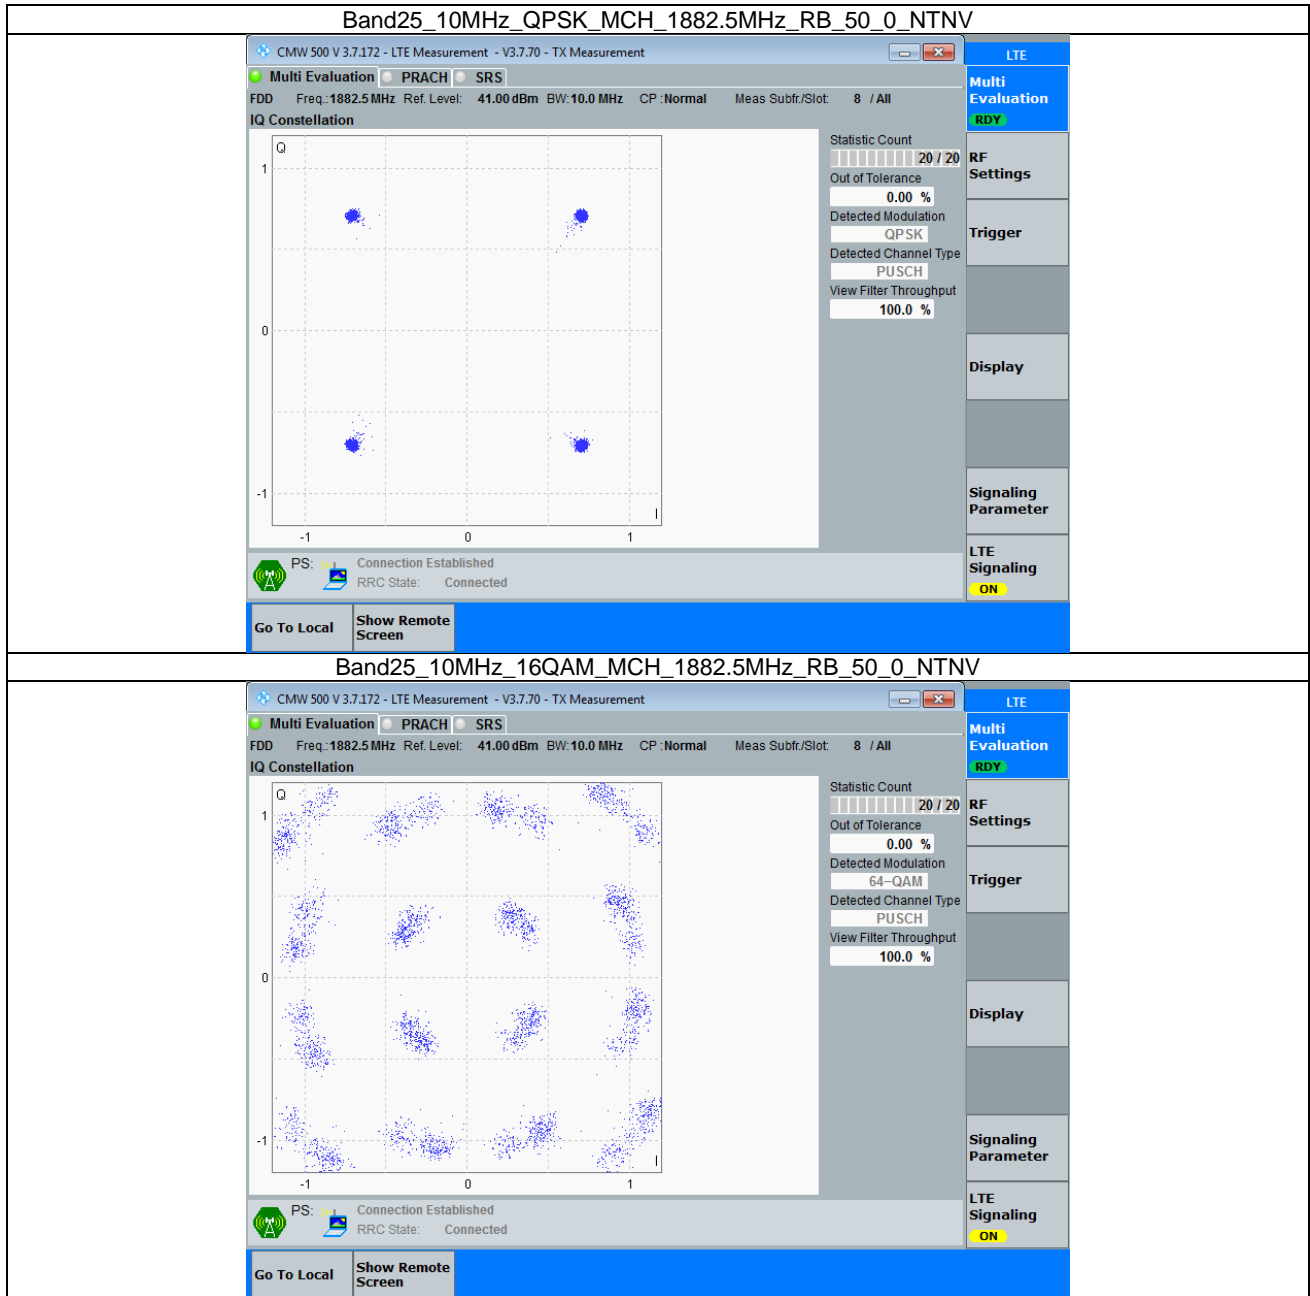 Band25_10MHz_QPSK_MCH_1882.5MHz_RB_50_0_NTNV
CMW 500 V 3.7.172 - LTE Measurement - V3.7.70 - TX Measurement
LTE
Multi Evaluation PRACH SRS
Multi
Evaluation
RDY
FDD Freq.: 1882.5 MHz Ref. Level: 41.00 dBm BW: 10.0 MHz CP : Normal Meas Subfr./Slot: 8 / All
IQ Constellation
Q
1
0
-1
-1 0 1
I
Statistic Count
20 / 20
Out of Tolerance
0.00 %
Detected Modulation
QPSK
Detected Channel Type
PUSCH
View Filter Throughput
100.0 %
RF
Settings
Trigger
Display
Signaling
Parameter
LTE
Signaling
ON
PS: Connection Established
RRC State: Connected
Go To Local
Show Remote
Screen
Band25_10MHz_16QAM_MCH_1882.5MHz_RB_50_0_NTNV
CMW 500 V 3.7.172 - LTE Measurement - V3.7.70 - TX Measurement
LTE
Multi Evaluation PRACH SRS
Multi
Evaluation
RDY
FDD Freq.: 1882.5 MHz Ref. Level: 41.00 dBm BW: 10.0 MHz CP : Normal Meas Subfr./Slot: 8 / All
IQ Constellation
Q
1
0
-1
-1 0 1
I
Statistic Count
20 / 20
Out of Tolerance
0.00 %
Detected Modulation
64-QAM
Detected Channel Type
PUSCH
View Filter Throughput
100.0 %
RF
Settings
Trigger
Display
Signaling
Parameter
LTE
Signaling
ON
PS: Connection Established
RRC State: Connected
Go To Local
Show Remote
Screen